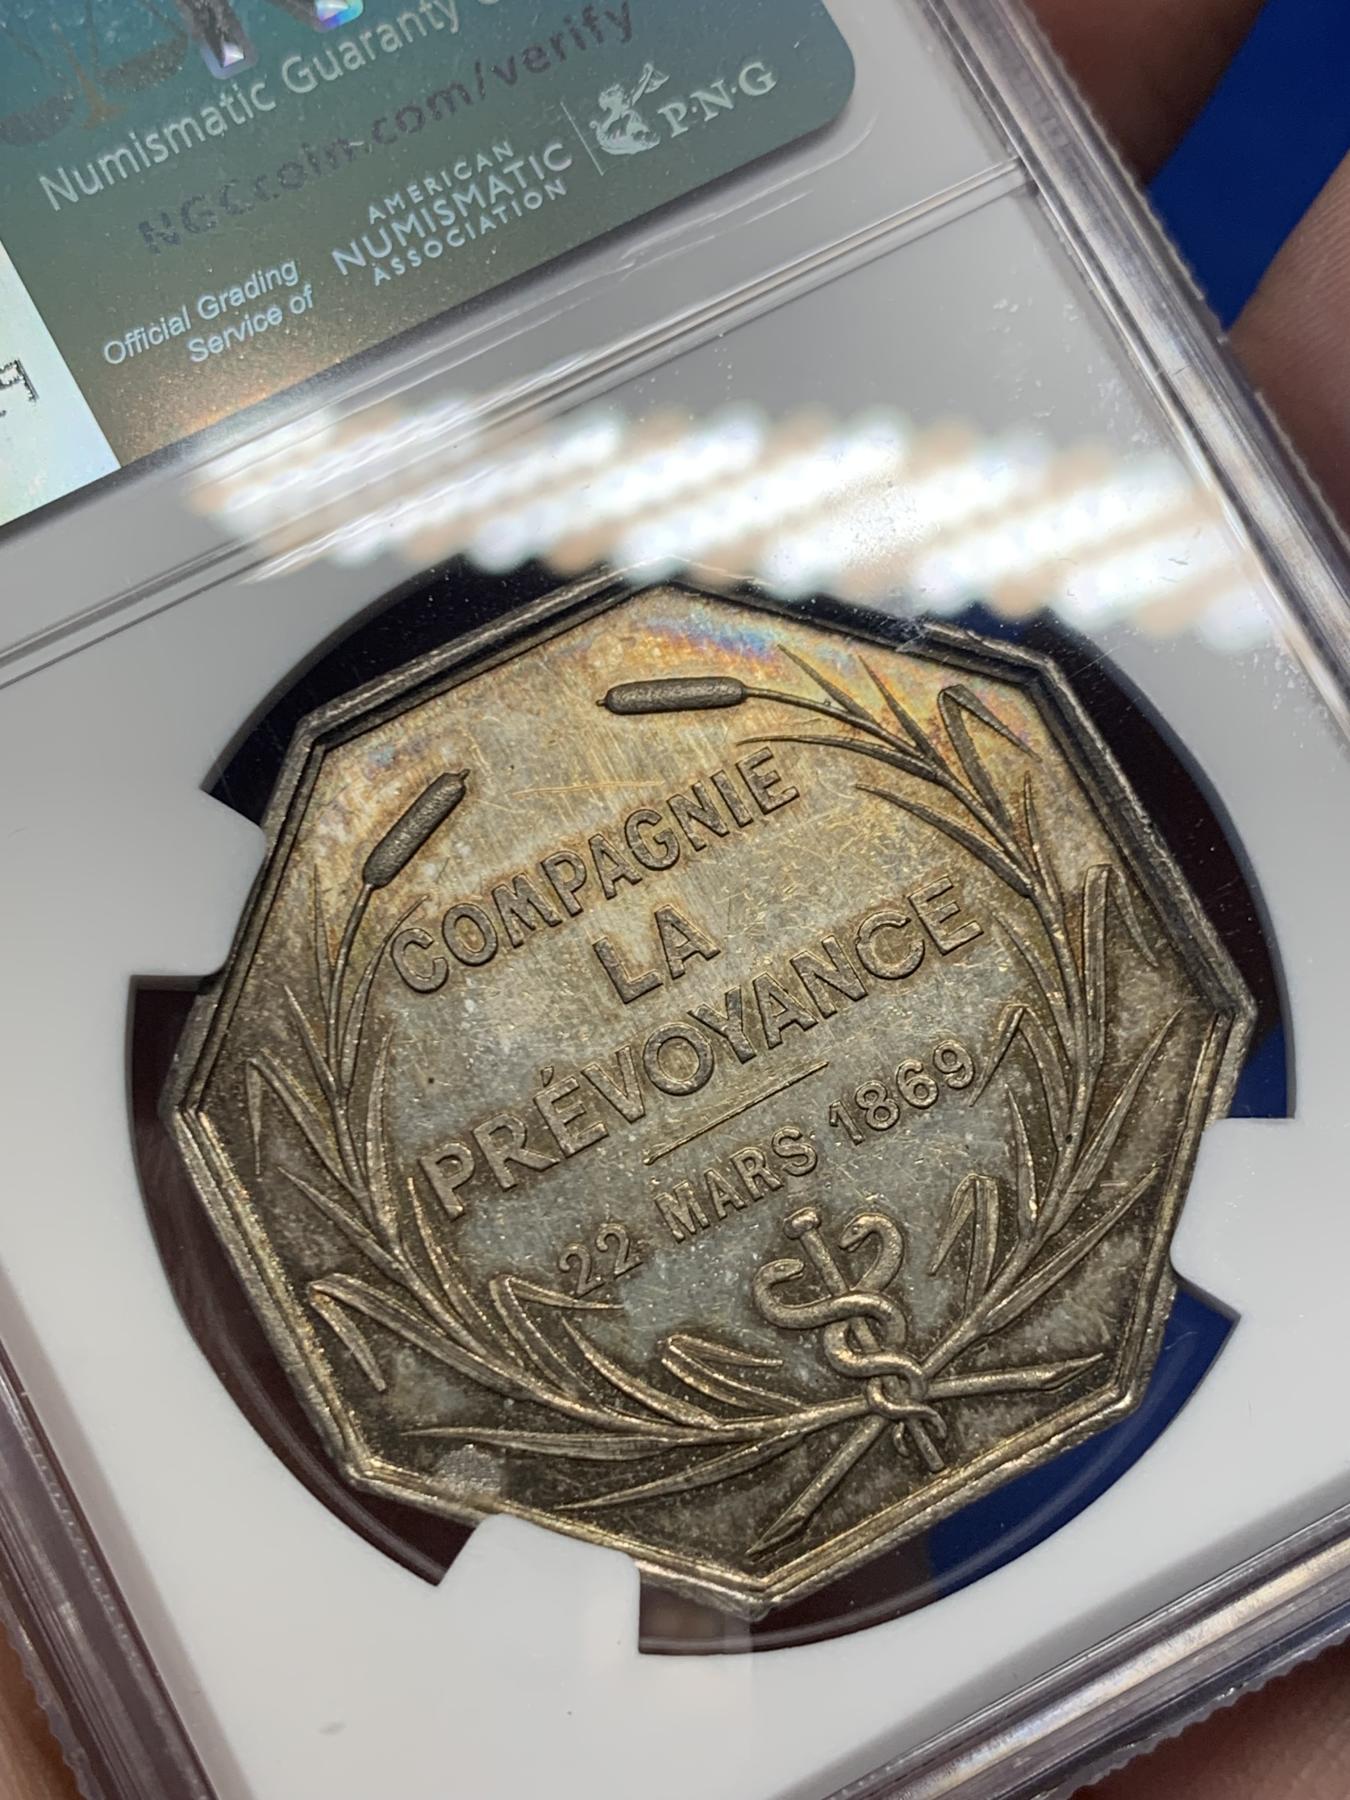 Numismatic Guaranty
NGCcoin.com/verify
Official Grading
Service of
AMERICAN
NUMISMATIC
ASSOCIATION
P·N·G
COMPAGNIE
LA
PRÉVOYANCE
22 MARS 1869